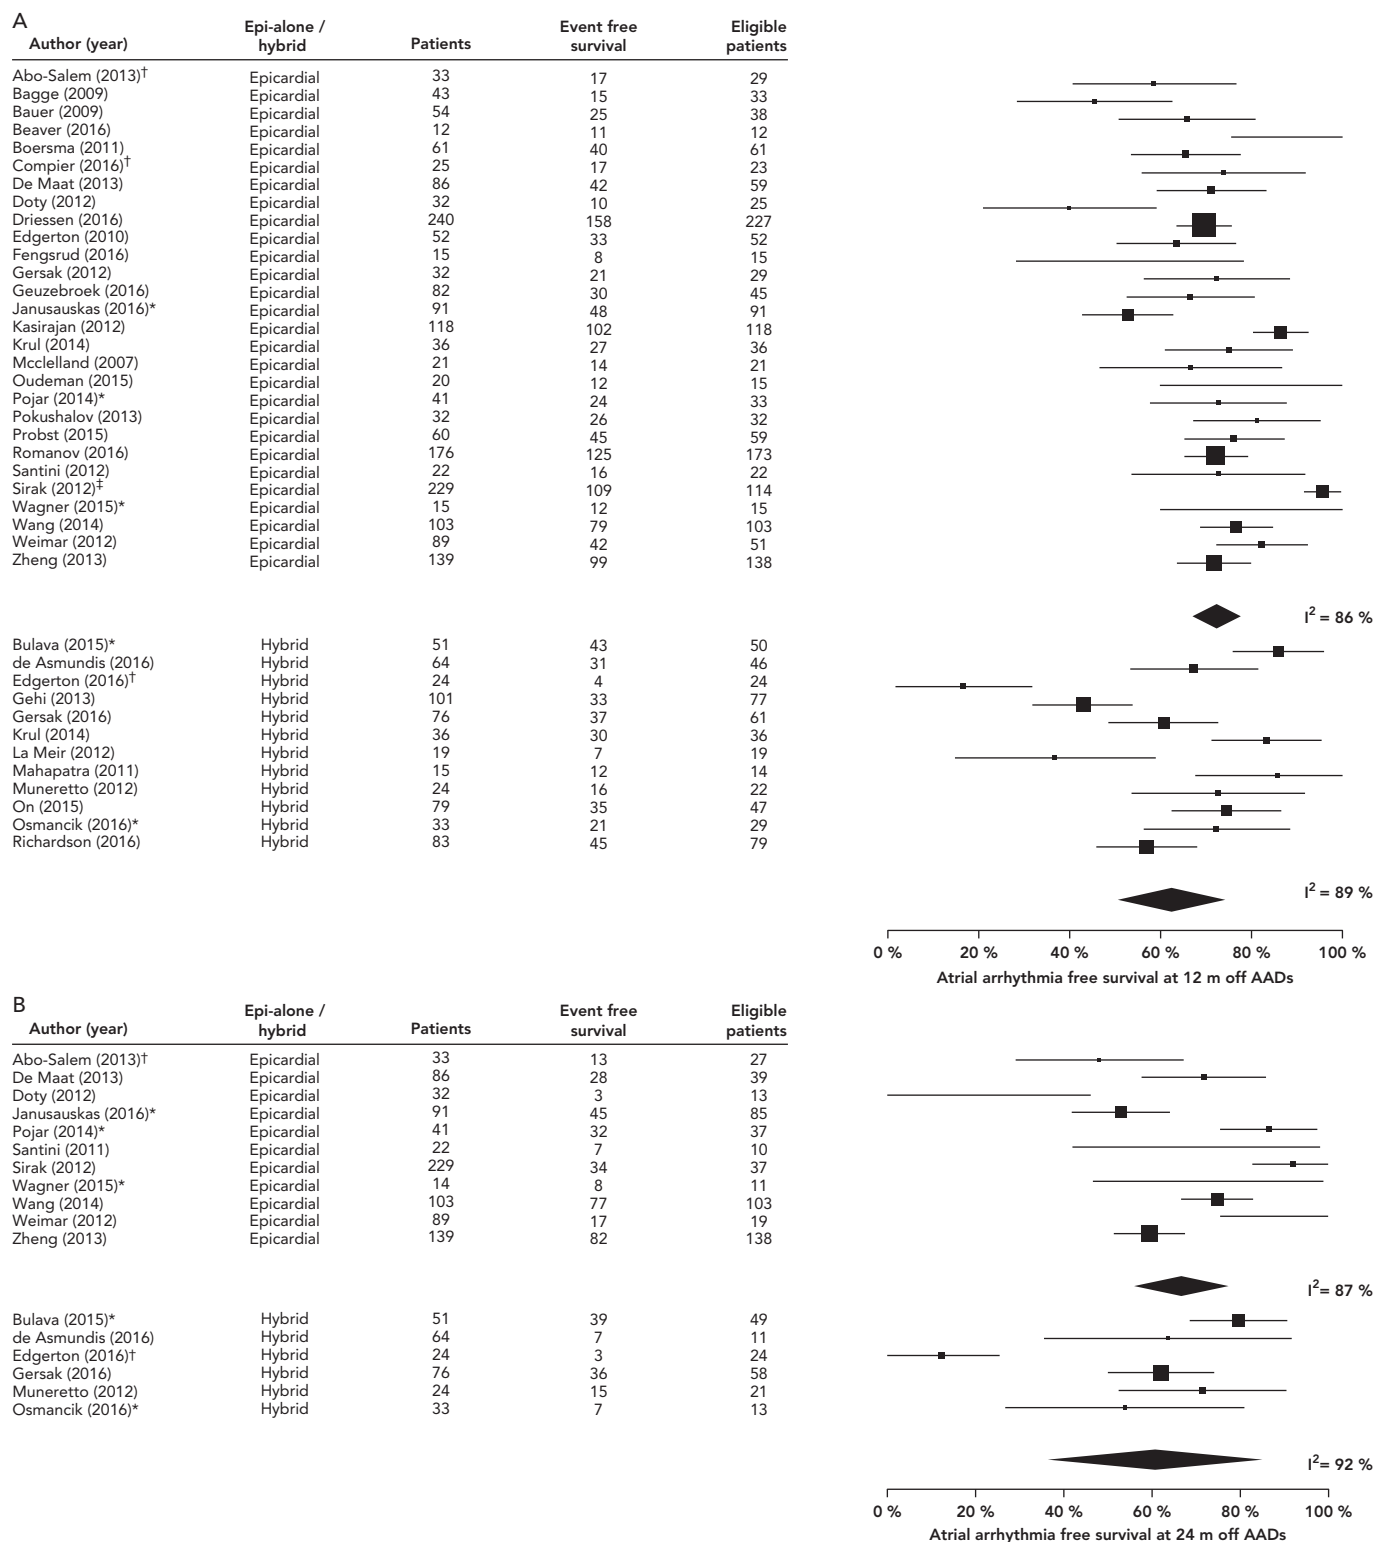 A
Author (year) Epi-alone / hybrid Patients Event free survival Eligible patients
Abo-Salem (2013)† Epicardial 33 17 29
Bagge (2009) Epicardial 43 15 33
Bauer (2009) Epicardial 54 25 38
Beaver (2016) Epicardial 12 11 12
Boersma (2011) Epicardial 61 40 61
Compier (2016)† Epicardial 25 17 23
De Maat (2013) Epicardial 86 42 59
Doty (2012) Epicardial 32 10 25
Driessen (2016) Epicardial 240 158 227
Edgerton (2010) Epicardial 52 33 52
Fengsrud (2016) Epicardial 15 8 15
Gersak (2012) Epicardial 32 21 29
Geuzebroek (2016) Epicardial 82 30 45
Janusauskas (2016)* Epicardial 91 48 91
Kasirajan (2012) Epicardial 118 102 118
Krul (2014) Epicardial 36 27 36
Mcclelland (2007) Epicardial 21 14 21
Oudeman (2015) Epicardial 20 12 15
Pojar (2014)* Epicardial 41 24 33
Pokushalov (2013) Epicardial 32 26 32
Probst (2015) Epicardial 60 45 59
Romanov (2016) Epicardial 176 125 173
Santini (2012) Epicardial 22 16 22
Sirak (2012)‡ Epicardial 229 109 114
Wagner (2015)* Epicardial 15 12 15
Wang (2014) Epicardial 103 79 103
Weimar (2012) Epicardial 89 42 51
Zheng (2013) Epicardial 139 99 138
I2 = 86 %
Bulava (2015)* Hybrid 51 43 50
de Asmundis (2016) Hybrid 64 31 46
Edgerton (2016)† Hybrid 24 4 24
Gehi (2013) Hybrid 101 33 77
Gersak (2016) Hybrid 76 37 61
Krul (2014) Hybrid 36 30 36
La Meir (2012) Hybrid 19 7 19
Mahapatra (2011) Hybrid 15 12 14
Muneretto (2012) Hybrid 24 16 22
On (2015) Hybrid 79 35 47
Osmancik (2016)* Hybrid 33 21 29
Richardson (2016) Hybrid 83 45 79
I2 = 89 %
0 % 20 % 40 % 60 % 80 % 100 %
Atrial arrhythmia free survival at 12 m off AADs
B
Author (year) Epi-alone / hybrid Patients Event free survival Eligible patients
Abo-Salem (2013)† Epicardial 33 13 27
De Maat (2013) Epicardial 86 28 39
Doty (2012) Epicardial 32 3 13
Janusauskas (2016)* Epicardial 91 45 85
Pojar (2014)* Epicardial 41 32 37
Santini (2011) Epicardial 22 7 10
Sirak (2012) Epicardial 229 34 37
Wagner (2015)* Epicardial 14 8 11
Wang (2014) Epicardial 103 77 103
Weimar (2012) Epicardial 89 17 19
Zheng (2013) Epicardial 139 82 138
I2= 87 %
Bulava (2015)* Hybrid 51 39 49
de Asmundis (2016) Hybrid 64 7 11
Edgerton (2016)† Hybrid 24 3 24
Gersak (2016) Hybrid 76 36 58
Muneretto (2012) Hybrid 24 15 21
Osmancik (2016)* Hybrid 33 7 13
I2= 92 %
0 % 20 % 40 % 60 % 80 % 100 %
Atrial arrhythmia free survival at 24 m off AADs